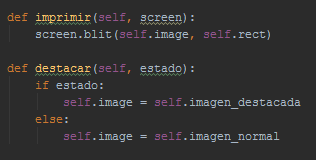 def imprimir(self, screen):
    screen.blit(self.image, self.rect)

def destacar(self, estado):
    if estado:
        self.image = self.imagen_destacada
    else:
        self.image = self.imagen_normal